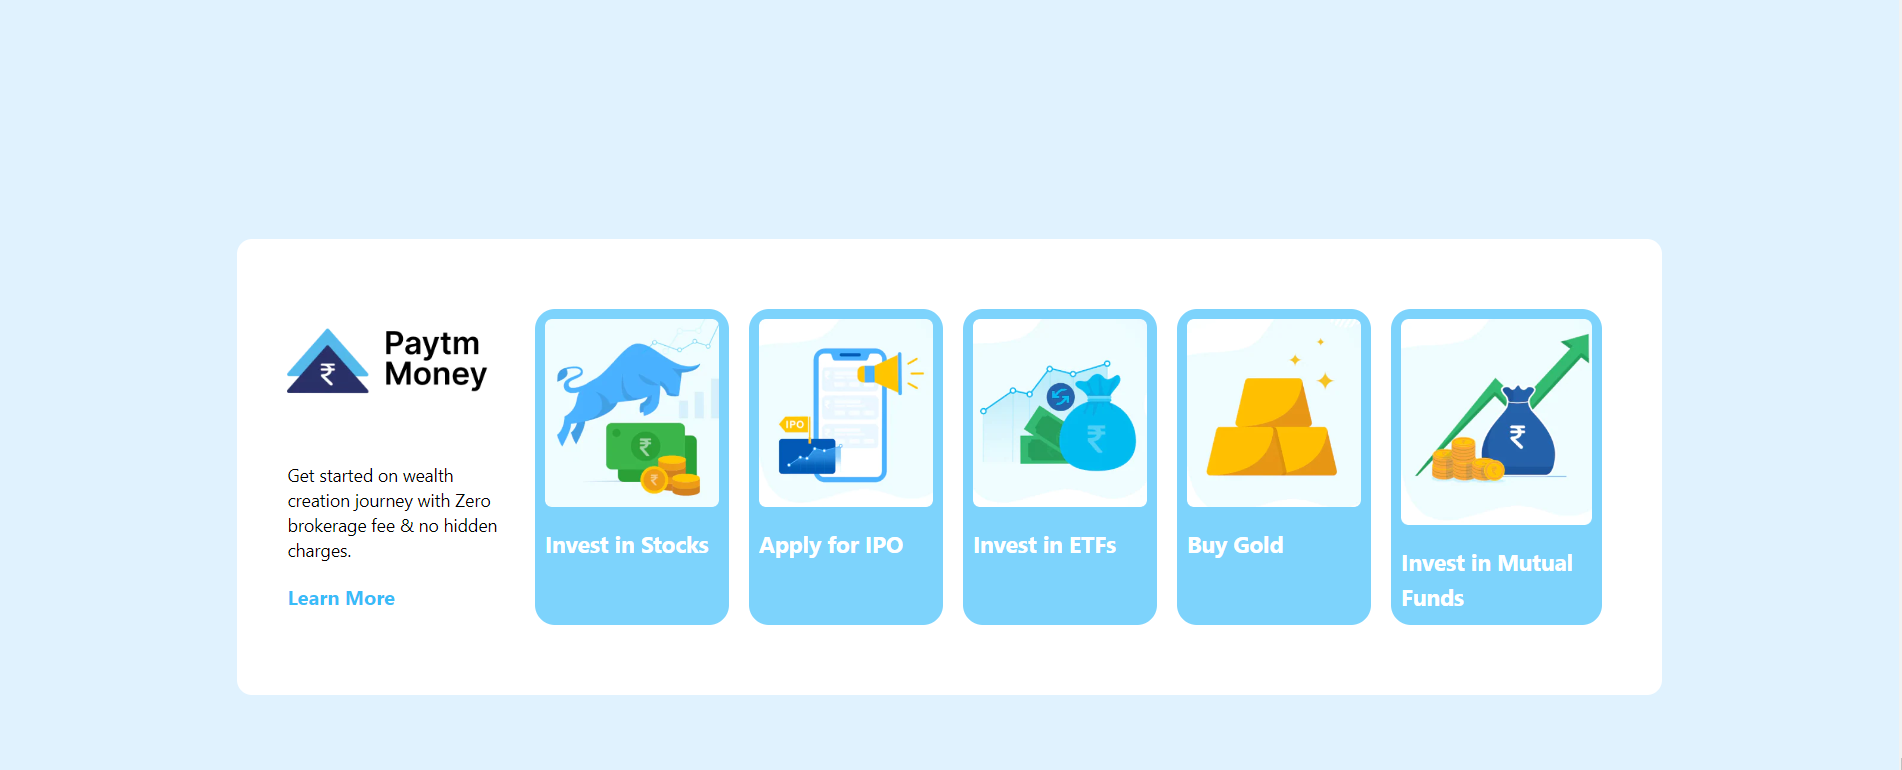 Paytm
Money
Get started on wealth
creation journey with Zero
brokerage fee & no hidden
charges.
Learn More
₹
₹
₹
Invest in Stocks
IPO
Apply for IPO
₹
Invest in ETFs
Buy Gold
₹
Invest in Mutual
Funds